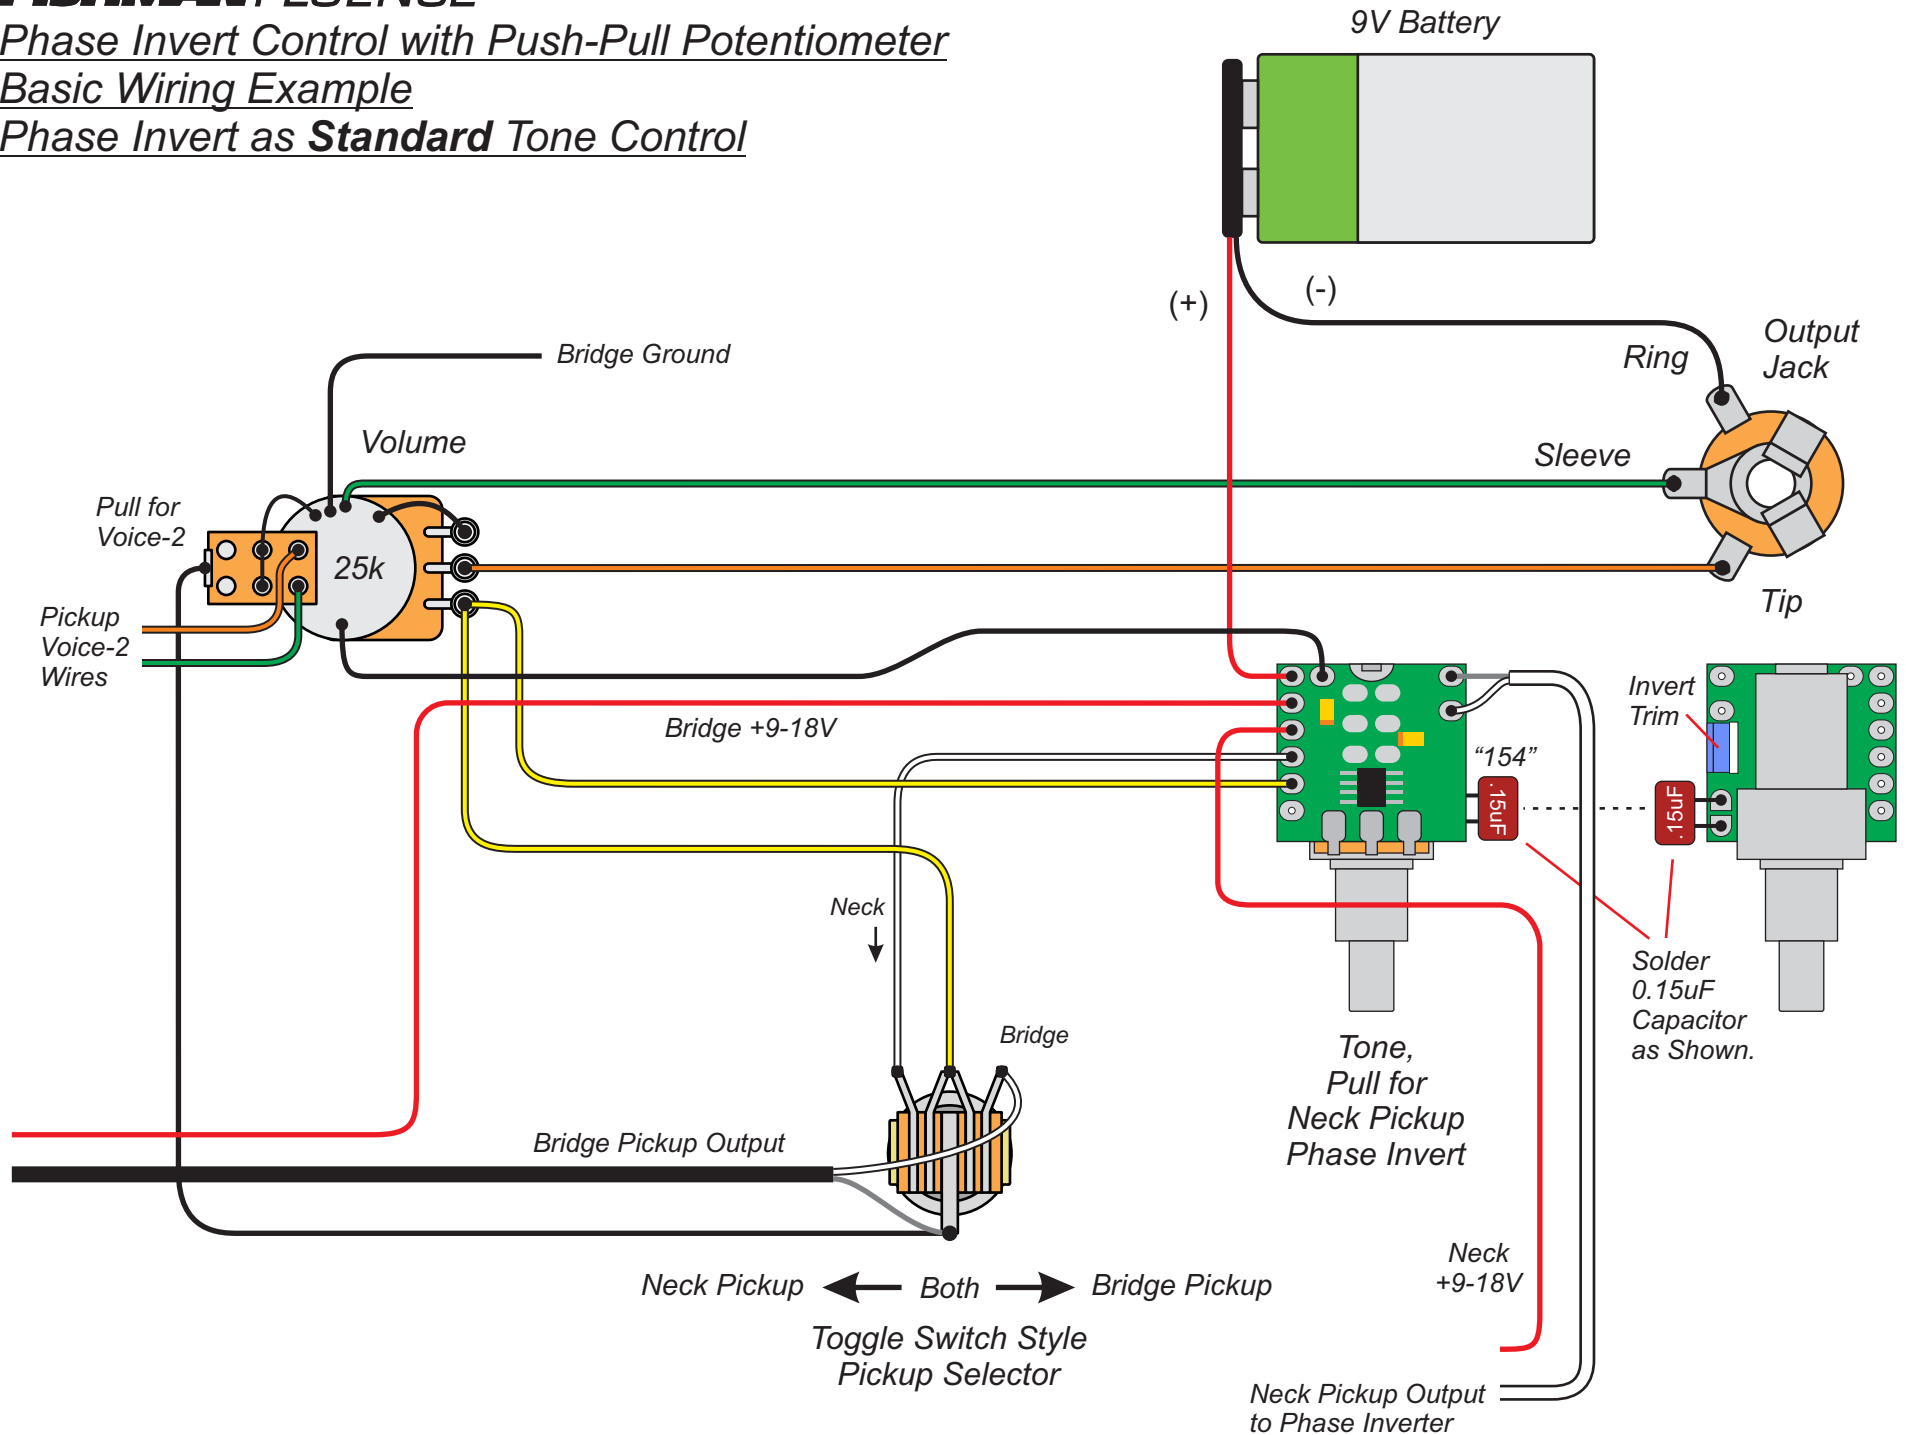 Phase Invert Control with Push-Pull Potentiometer
Basic Wiring Example
Phase Invert as Standard Tone Control
9V Battery
(+)
(-)
Output
Jack
Ring
Sleeve
Tip
Bridge Ground
Volume
Pull for
Voice-2
25k
Pickup
Voice-2
Wires
Bridge +9-18V
Invert
Trim
“154”
.15uF
.15uF
Solder
0.15uF
Capacitor
as Shown.
Neck
Bridge
Tone,
Pull for
Neck Pickup
Phase Invert
Bridge Pickup Output
Neck
+9-18V
Neck Pickup Both Bridge Pickup
Toggle Switch Style
Pickup Selector
Neck Pickup Output
to Phase Inverter